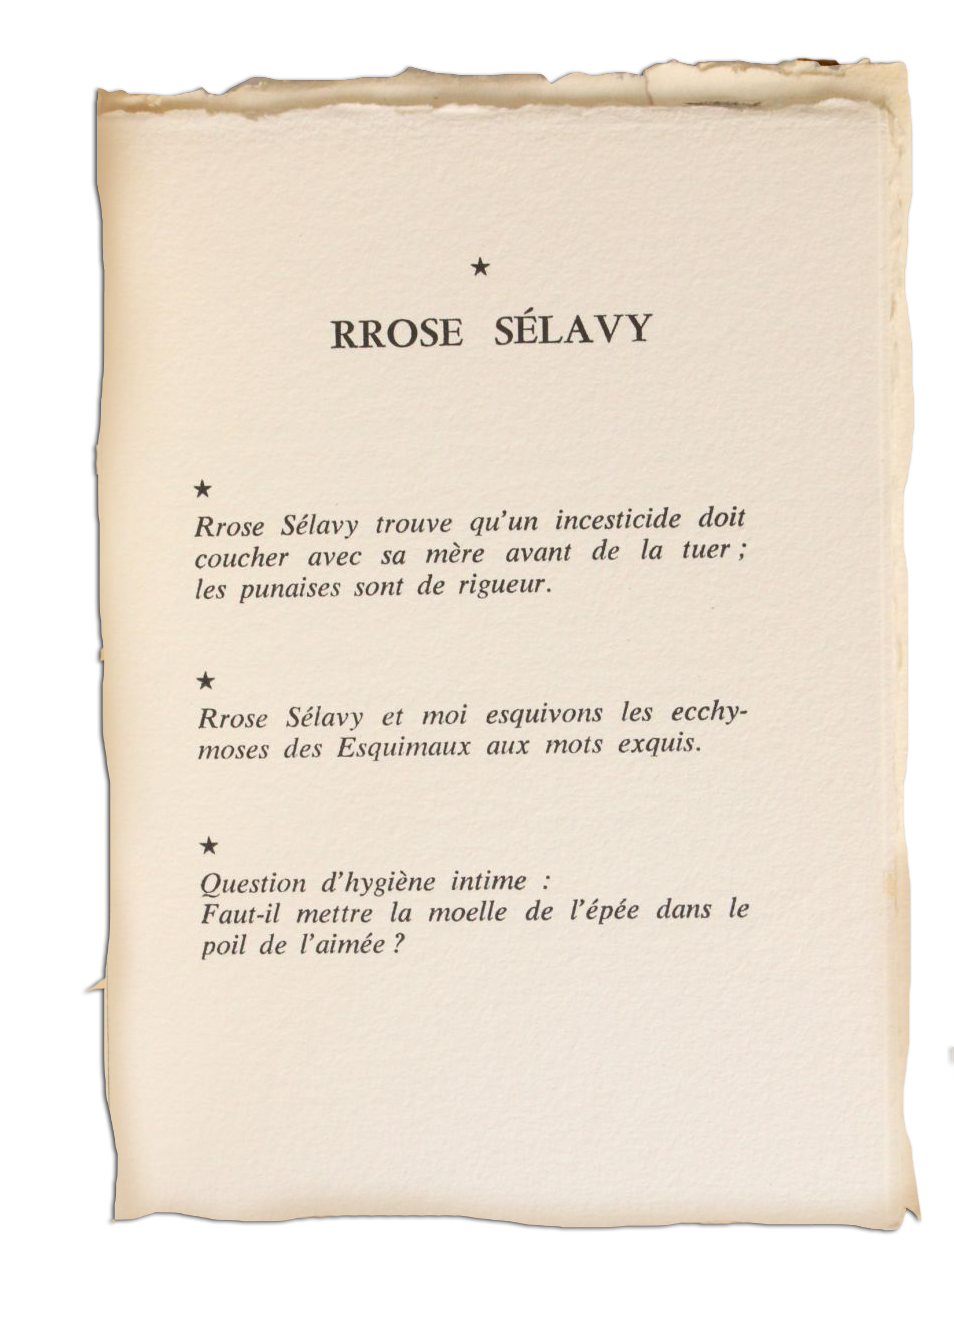 ★
RROSE SÉLAVY
★
Rrose Sélavy trouve qu'un incesticide doit
coucher avec sa mère avant de la tuer ;
les punaises sont de rigueur.
★
Rrose Sélavy et moi esquivons les ecchy-
moses des Esquimaux aux mots exquis.
★
Question d'hygiène intime :
Faut-il mettre la moelle de l'épée dans le
poil de l'aimée ?